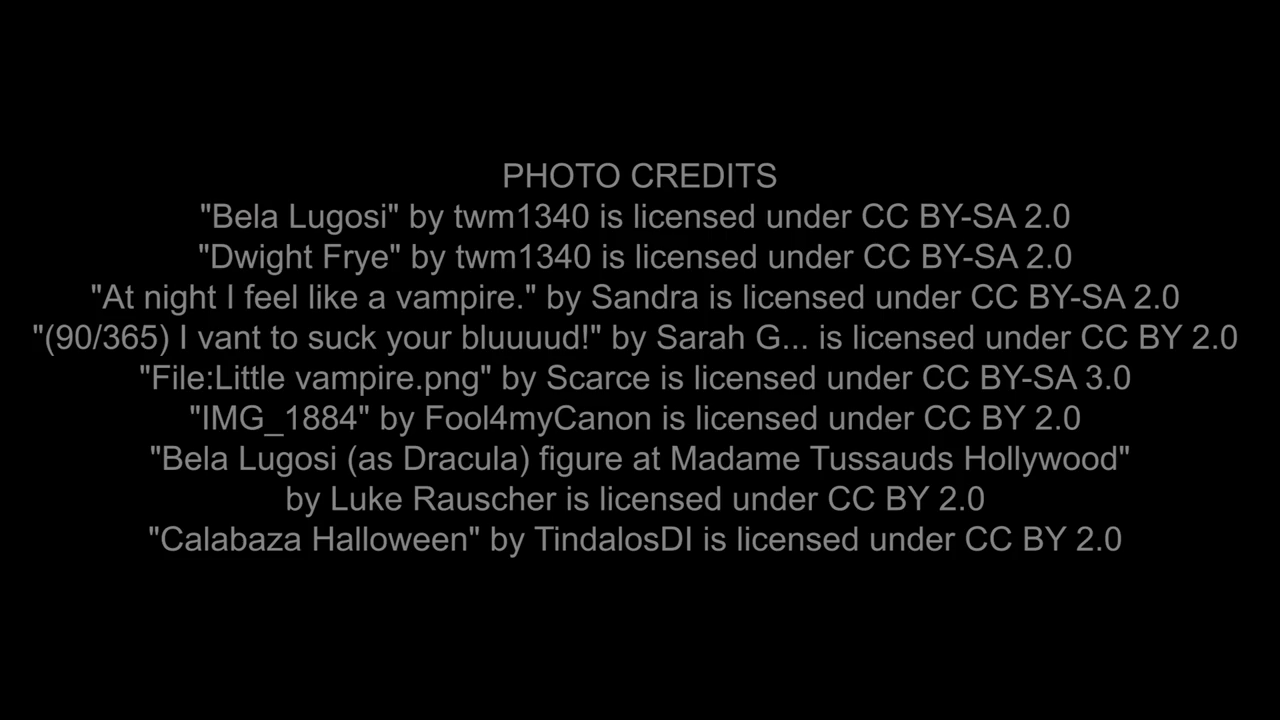 PHOTO CREDITS
"Bela Lugosi" by twm1340 is licensed under CC BY-SA 2.0
"Dwight Frye" by twm1340 is licensed under CC BY-SA 2.0
"At night I feel like a vampire." by Sandra is licensed under CC BY-SA 2.0
"(90/365) I vant to suck your bluuuud!" by Sarah G... is licensed under CC BY 2.0
"File:Little vampire.png" by Scarce is licensed under CC BY-SA 3.0
"IMG_1884" by Fool4myCanon is licensed under CC BY 2.0
"Bela Lugosi (as Dracula) figure at Madame Tussauds Hollywood"
by Luke Rauscher is licensed under CC BY 2.0
"Calabaza Halloween" by TindalosDI is licensed under CC BY 2.0